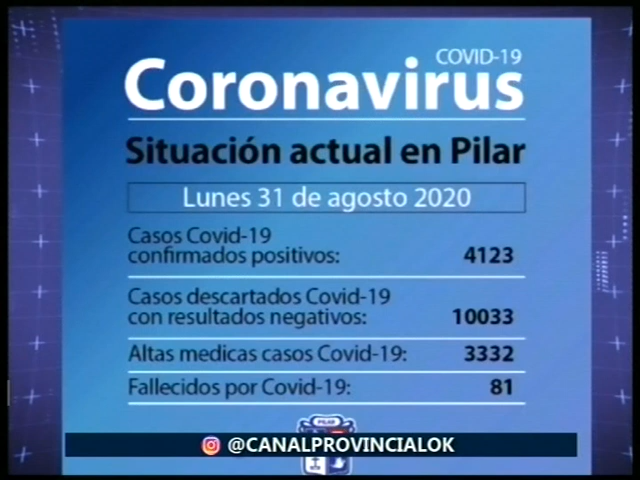 COVID-19
Coronavirus
Situación actual en Pilar
Lunes 31 de agosto 2020
Casos Covid-19
confirmados positivos: 4123
Casos descartados Covid-19
con resultados negativos: 10033
Altas medicas casos Covid-19: 3332
Fallecidos por Covid-19: 81
PILAR
@CANALPROVINCIALOK